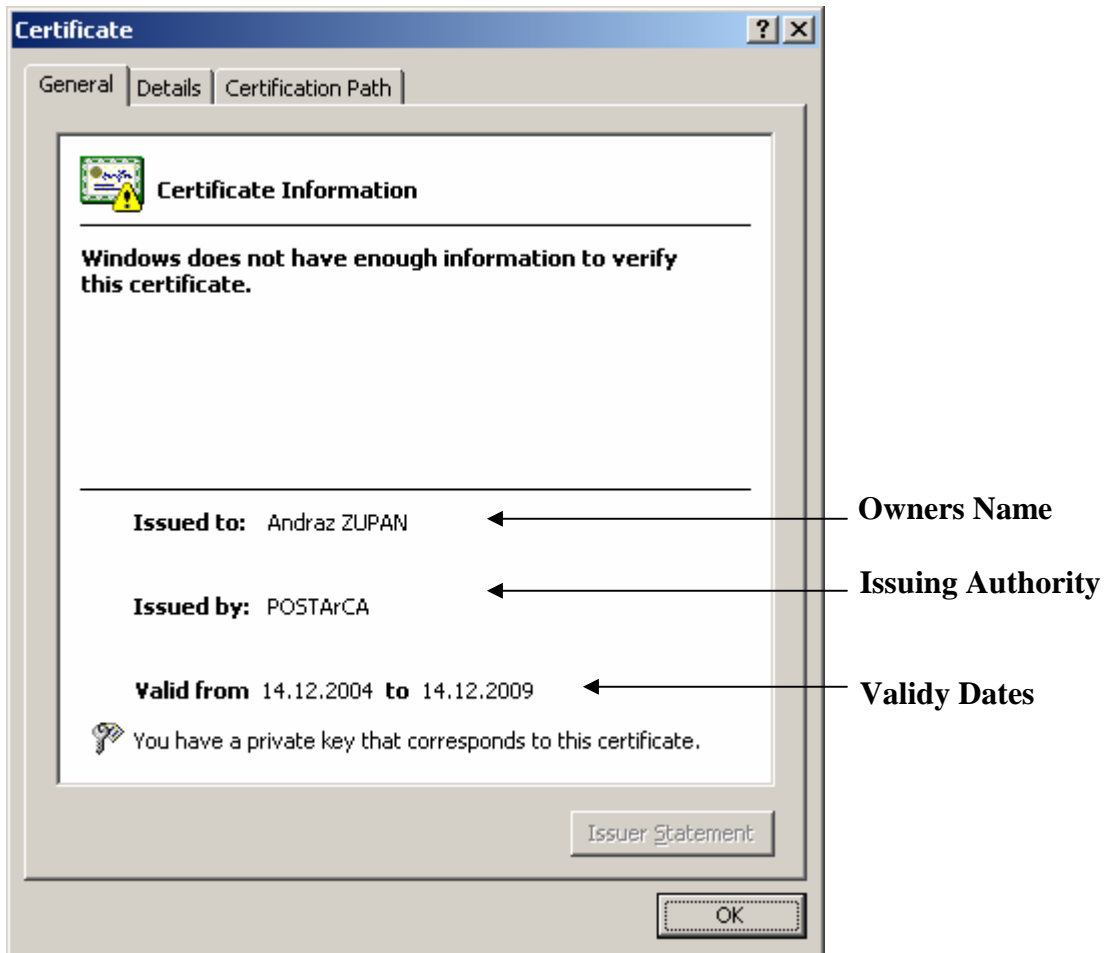 Certificate
General Details Certification Path
Certificate Information
Windows does not have enough information to verify
this certificate.
Issued to: Andraz ZUPAN
Owners Name
Issued by: POSTArCA
Issuing Authority
Valid from 14.12.2004 to 14.12.2009
Validy Dates
You have a private key that corresponds to this certificate.
Issuer Statement
OK